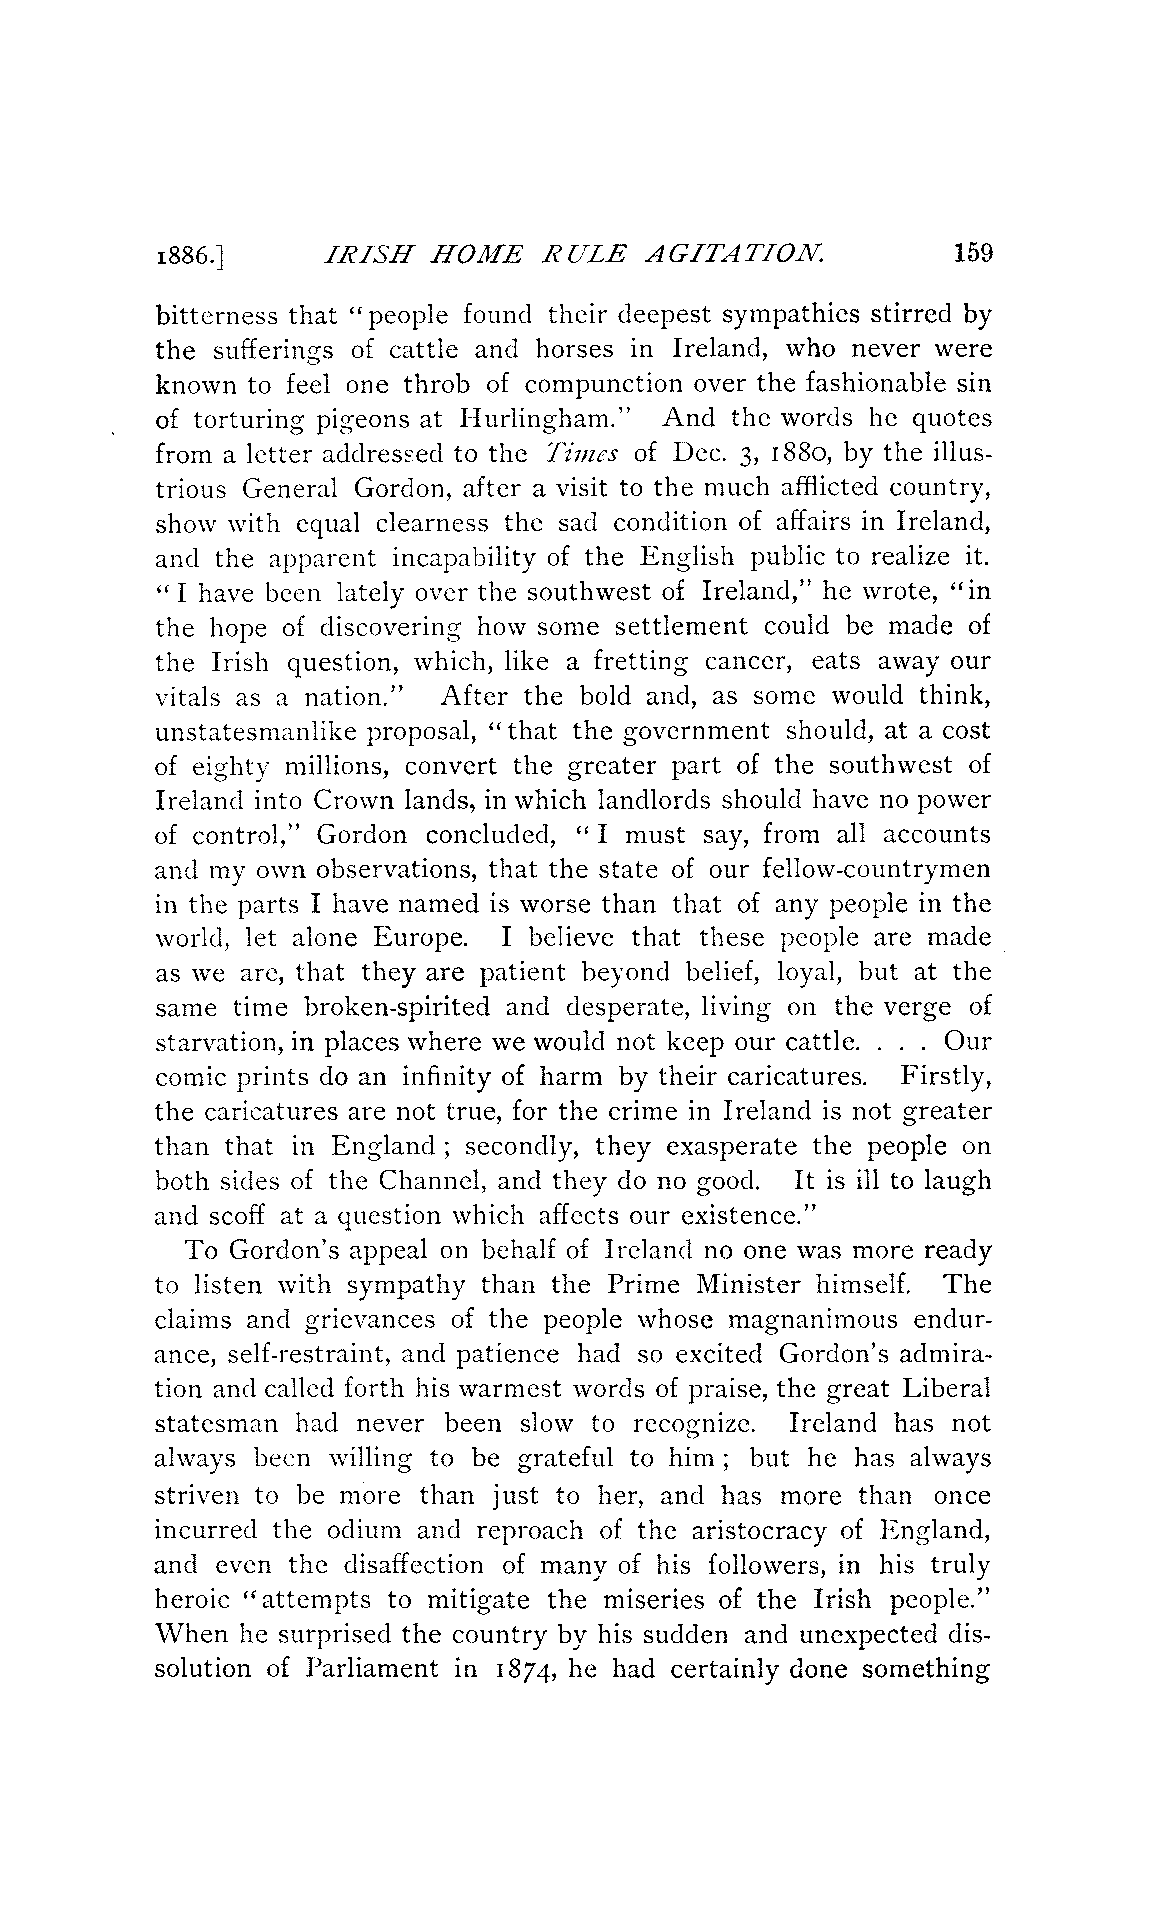 1886.] IRISH HOME RULE AGITATION. 159
bitterness that “people found their deepest sympathies stirred by
the sufferings of cattle and horses in Ireland, who never were
known to feel one throb of compunction over the fashionable sin
of torturing pigeons at Hurlingham.” And the words he quotes
from a letter addressed to the Times of Dec. 3, 1880, by the illus-
trious General Gordon, after a visit to the much afflicted country,
show with equal clearness the sad condition of affairs in Ireland,
and the apparent incapability of the English public to realize it.
“I have been lately over the southwest of Ireland,” he wrote, “in
the hope of discovering how some settlement could be made of
the Irish question, which, like a fretting cancer, eats away our
vitals as a nation.” After the bold and, as some would think,
unstatesmanlike proposal, “that the government should, at a cost
of eighty millions, convert the greater part of the southwest of
Ireland into Crown lands, in which landlords should have no power
of control,” Gordon concluded, “I must say, from all accounts
and my own observations, that the state of our fellow-countrymen
in the parts I have named is worse than that of any people in the
world, let alone Europe. I believe that these people are made
as we are, that they are patient beyond belief, loyal, but at the
same time broken-spirited and desperate, living on the verge of
starvation, in places where we would not keep our cattle. . . . Our
comic prints do an infinity of harm by their caricatures. Firstly,
the caricatures are not true, for the crime in Ireland is not greater
than that in England; secondly, they exasperate the people on
both sides of the Channel, and they do no good. It is ill to laugh
and scoff at a question which affects our existence.”
To Gordon’s appeal on behalf of Ireland no one was more ready
to listen with sympathy than the Prime Minister himself. The
claims and grievances of the people whose magnanimous endur-
ance, self-restraint, and patience had so excited Gordon’s admira-
tion and called forth his warmest words of praise, the great Liberal
statesman had never been slow to recognize. Ireland has not
always been willing to be grateful to him; but he has always
striven to be more than just to her, and has more than once
incurred the odium and reproach of the aristocracy of England,
and even the disaffection of many of his followers, in his truly
heroic “attempts to mitigate the miseries of the Irish people.”
When he surprised the country by his sudden and unexpected dis-
solution of Parliament in 1874, he had certainly done something